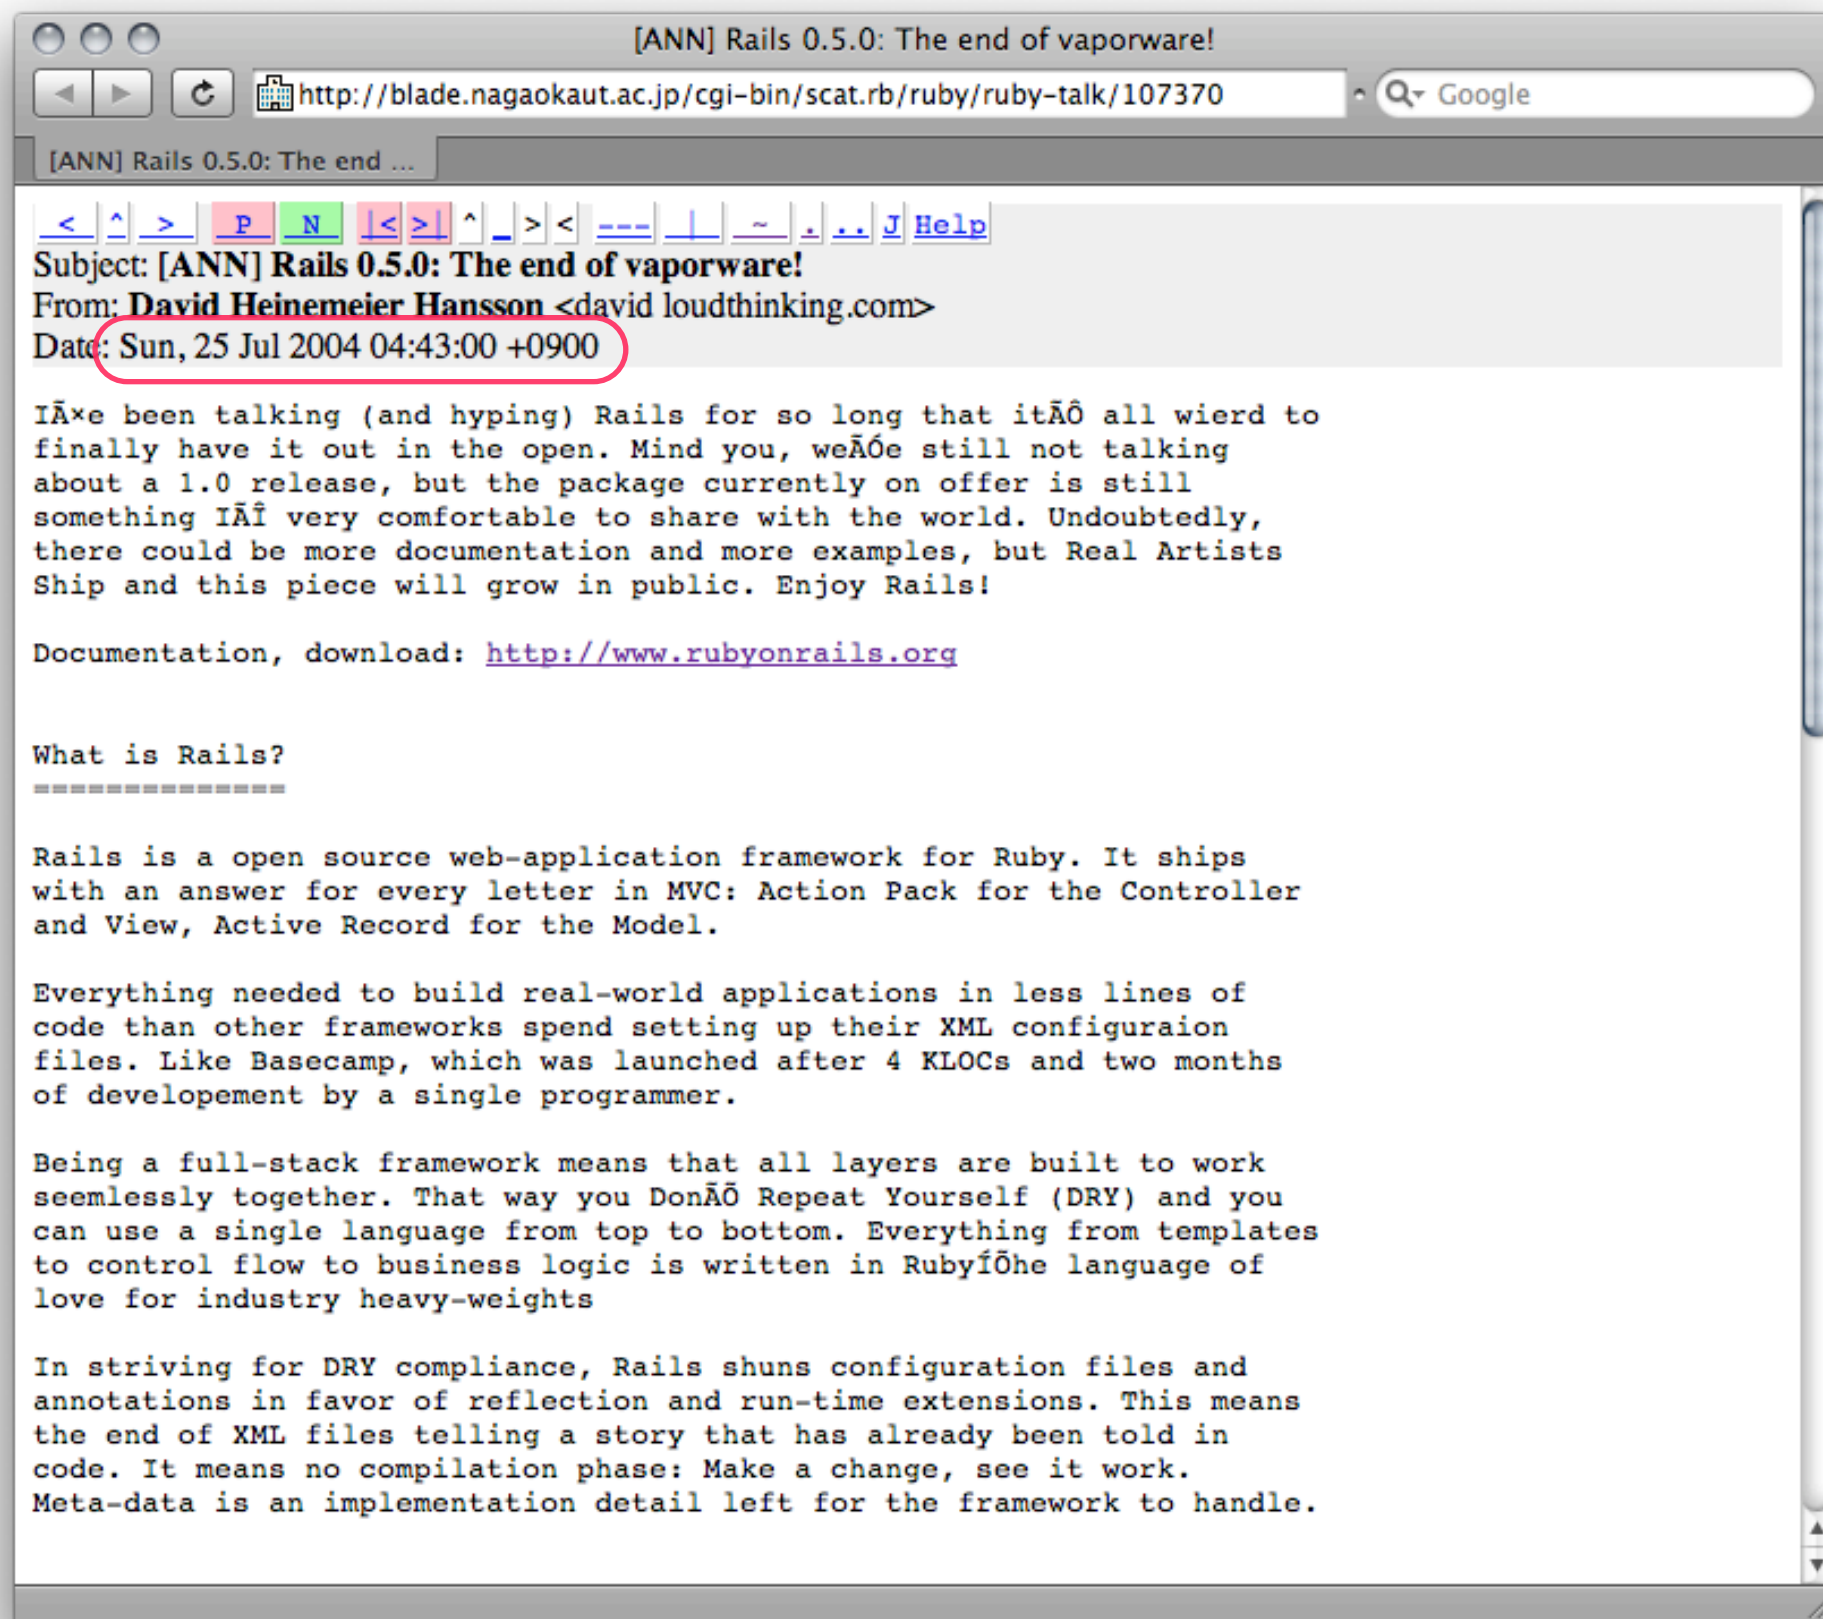 [ANN] Rails 0.5.0: The end of vaporware!
http://blade.nagaokaut.ac.jp/cgi-bin/scat.rb/ruby/ruby-talk/107370
Google
[ANN] Rails 0.5.0: The end ...
< ^ > P N |< >| ^ _ > < --- | ~ . .. J Help
Subject: [ANN] Rails 0.5.0: The end of vaporware!
From: David Heinemeier Hansson <david loudthinking.com>
Date: Sun, 25 Jul 2004 04:43:00 +0900
IÃ×e been talking (and hyping) Rails for so long that itÃÔ all wierd to
finally have it out in the open. Mind you, weÃÓe still not talking
about a 1.0 release, but the package currently on offer is still
something IÃÎ very comfortable to share with the world. Undoubtedly,
there could be more documentation and more examples, but Real Artists
Ship and this piece will grow in public. Enjoy Rails!
Documentation, download: http://www.rubyonrails.org
What is Rails?
==============
Rails is a open source web-application framework for Ruby. It ships
with an answer for every letter in MVC: Action Pack for the Controller
and View, Active Record for the Model.
Everything needed to build real-world applications in less lines of
code than other frameworks spend setting up their XML configuraion
files. Like Basecamp, which was launched after 4 KLOCs and two months
of developement by a single programmer.
Being a full-stack framework means that all layers are built to work
seemlessly together. That way you DonÃÕ Repeat Yourself (DRY) and you
can use a single language from top to bottom. Everything from templates
to control flow to business logic is written in RubyÍÕhe language of
love for industry heavy-weights
In striving for DRY compliance, Rails shuns configuration files and
annotations in favor of reflection and run-time extensions. This means
the end of XML files telling a story that has already been told in
code. It means no compilation phase: Make a change, see it work.
Meta-data is an implementation detail left for the framework to handle.